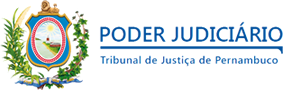 PODER JUDICIÁRIO
Tribunal de Justiça de Pernambuco